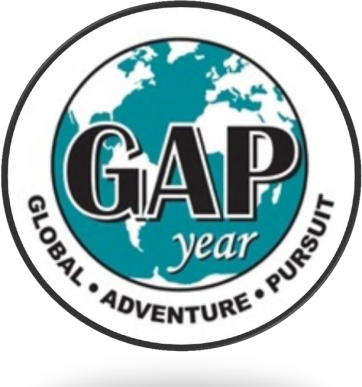 GAP
year
GLOBAL • ADVENTURE • PURSUIT